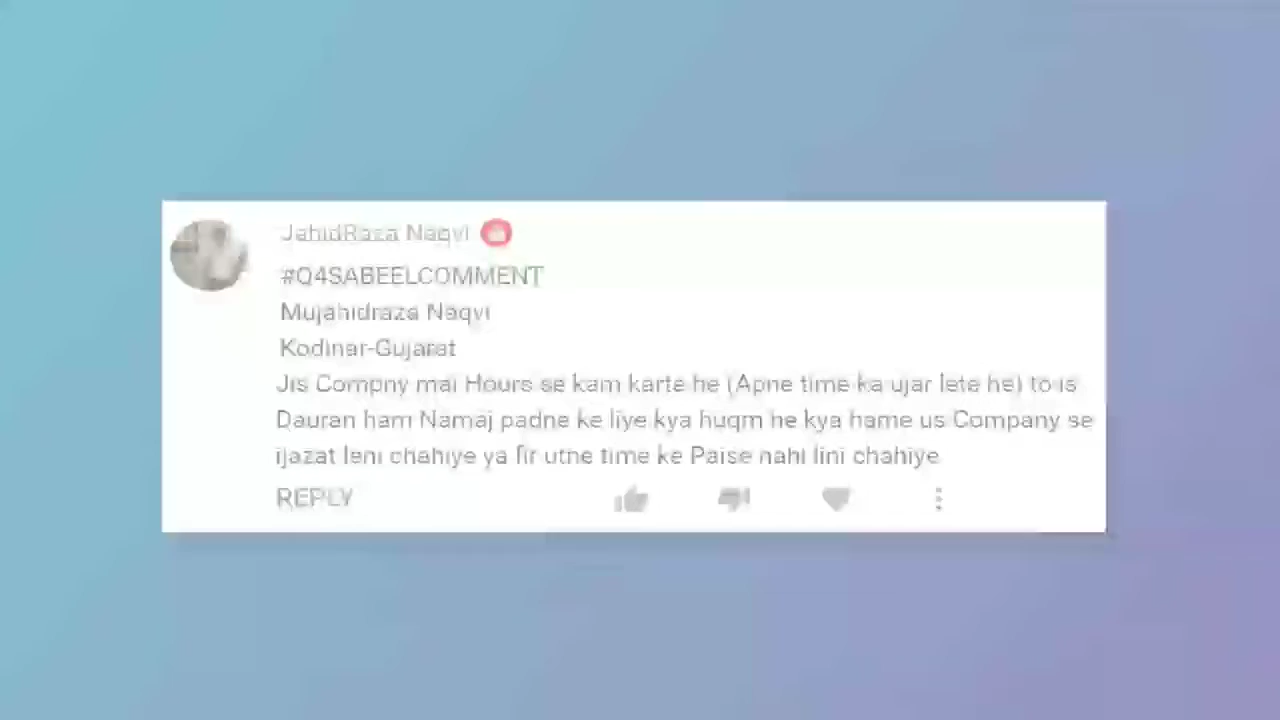 JahidRaza Naqvi
#Q4SABEELCOMMENT
Mujahidraza Naqvi
Kodinar-Gujarat
Jis Compny mai Hours se kam karte he (Apne time ka ujar lete he) to is
Dauran ham Namaj padne ke liye kya huqm he kya hame us Company se
ijazat leni chahiye ya fir utne time ke Paise nahi lini chahiye
REPLY